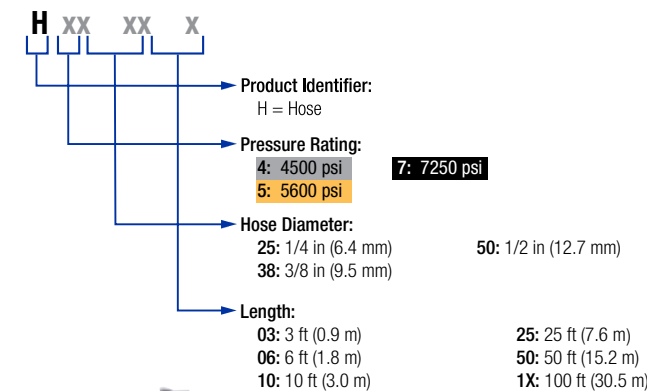 H xx xx x
Product Identifier:
H = Hose
Pressure Rating:
4: 4500 psi 7: 7250 psi
5: 5600 psi
Hose Diameter:
25: 1/4 in (6.4 mm) 50: 1/2 in (12.7 mm)
38: 3/8 in (9.5 mm)
Length:
03: 3 ft (0.9 m) 25: 25 ft (7.6 m)
06: 6 ft (1.8 m) 50: 50 ft (15.2 m)
10: 10 ft (3.0 m) 1X: 100 ft (30.5 m)